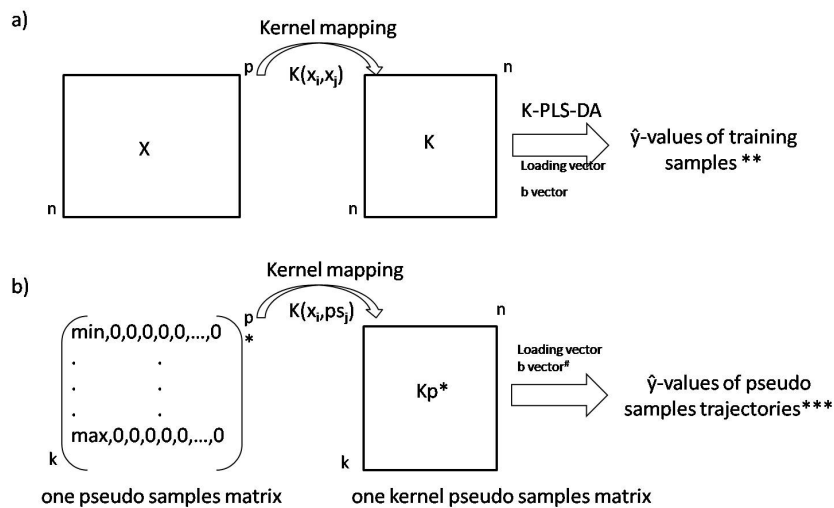 a)
Kernel mapping
p
K(xi,xj)
n
X
K
K-PLS-DA
Loading vector
b vector
ŷ-values of training
samples **
n
n
b)
Kernel mapping
p
*
K(xi,psj)
n
min,0,0,0,0,0,...,0
. .
. .
. .
max,0,0,0,0,0,...,0
k
Kp*
k
Loading vector
b vector#
ŷ-values of pseudo
samples trajectories***
one pseudo samples matrix
one kernel pseudo samples matrix